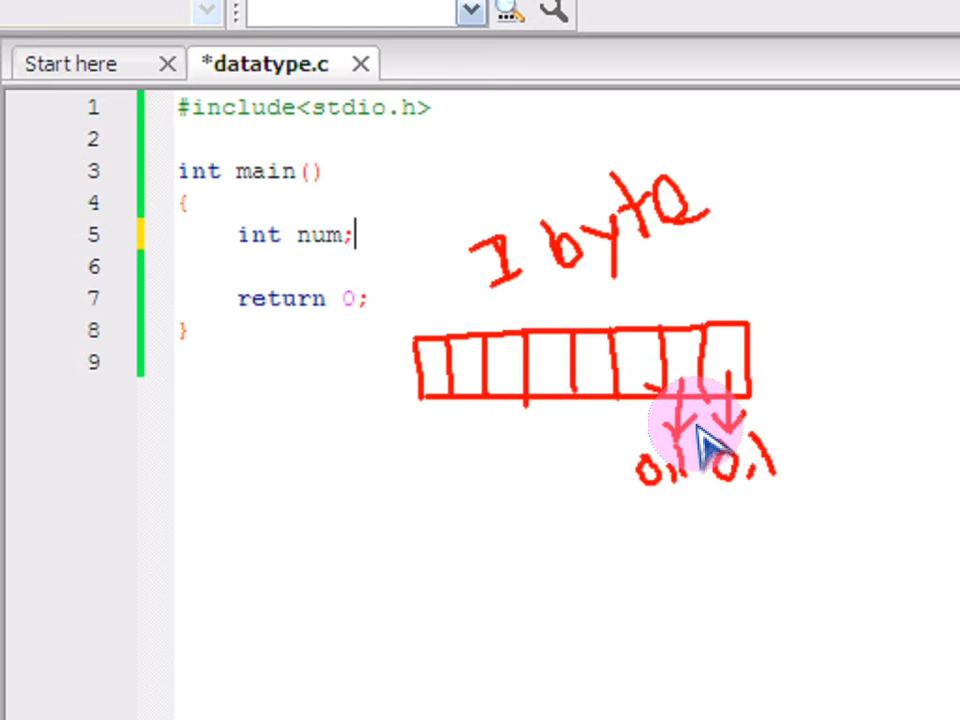 Start here
*datatype.c
1 #include<stdio.h>
2
3 int main()
4 {
5 int num;
6
7 return 0;
8 }
9
1 byte
0,1 0,1